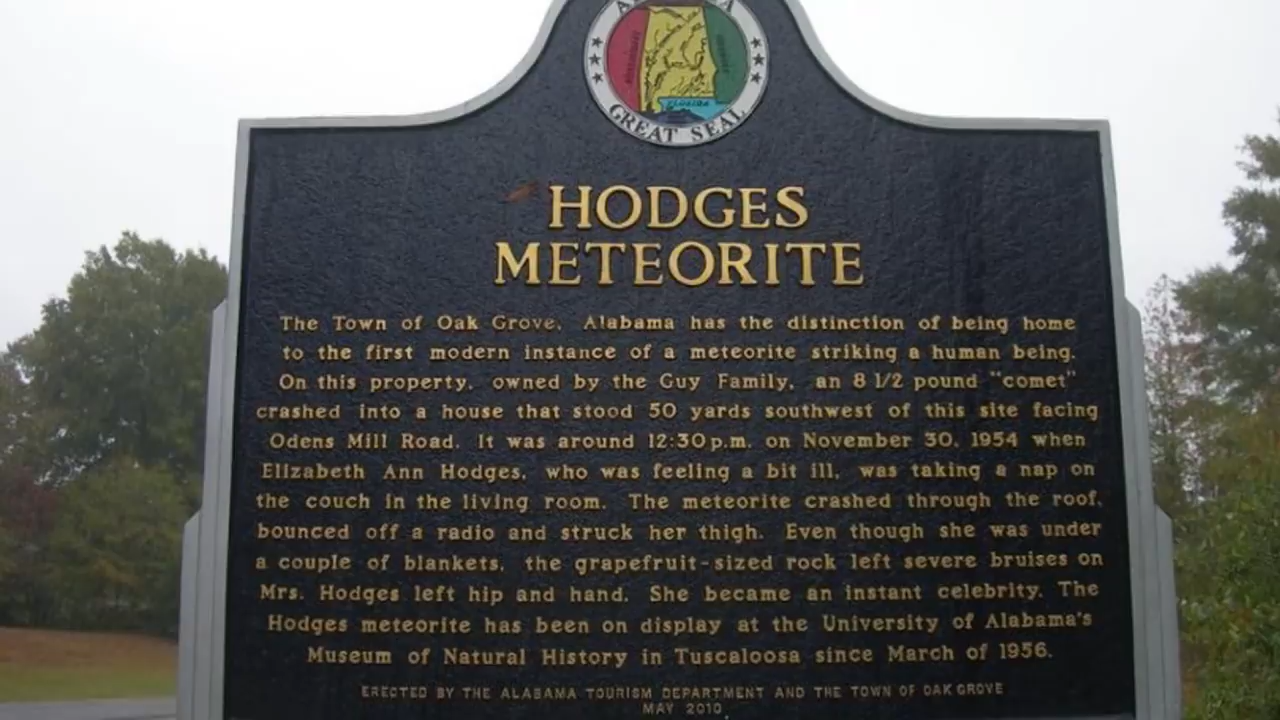 GREAT SEAL
FLORIDA
HODGES
METEORITE
The Town of Oak Grove, Alabama has the distinction of being home
to the first modern instance of a meteorite striking a human being.
On this property, owned by the Guy Family, an 8 1/2 pound "comet"
crashed into a house that stood 50 yards southwest of this site facing
Odens Mill Road. It was around 12:30 p.m. on November 30, 1954 when
Elizabeth Ann Hodges, who was feeling a bit ill, was taking a nap on
the couch in the living room. The meteorite crashed through the roof,
bounced off a radio and struck her thigh. Even though she was under
a couple of blankets, the grapefruit-sized rock left severe bruises on
Mrs. Hodges left hip and hand. She became an instant celebrity. The
Hodges meteorite has been on display at the University of Alabama's
Museum of Natural History in Tuscaloosa since March of 1956.
ERECTED BY THE ALABAMA TOURISM DEPARTMENT AND THE TOWN OF OAK GROVE
MAY 2010